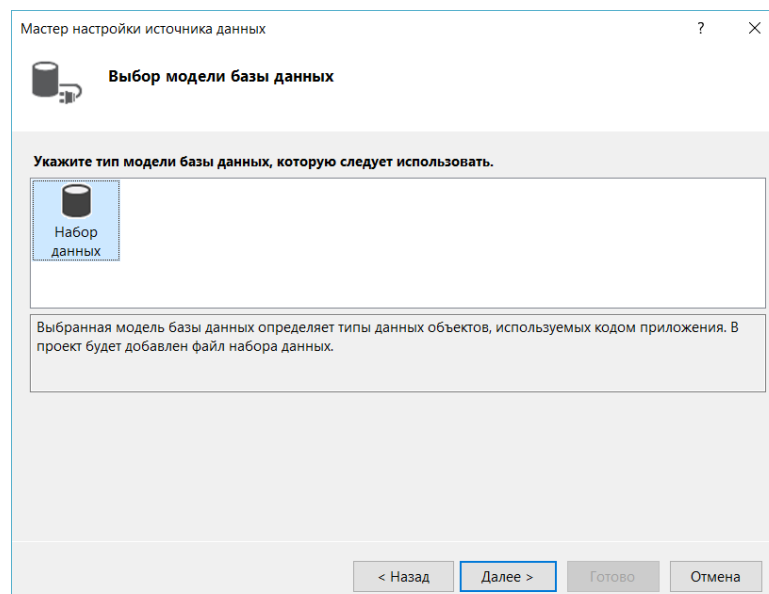 Мастер настройки источника данных
?
Выбор модели базы данных
Укажите тип модели базы данных, которую следует использовать.
Набор
данных
Выбранная модель базы данных определяет типы данных объектов, используемых кодом приложения. В
проект будет добавлен файл набора данных.
< Назад
Далее >
Готово
Отмена